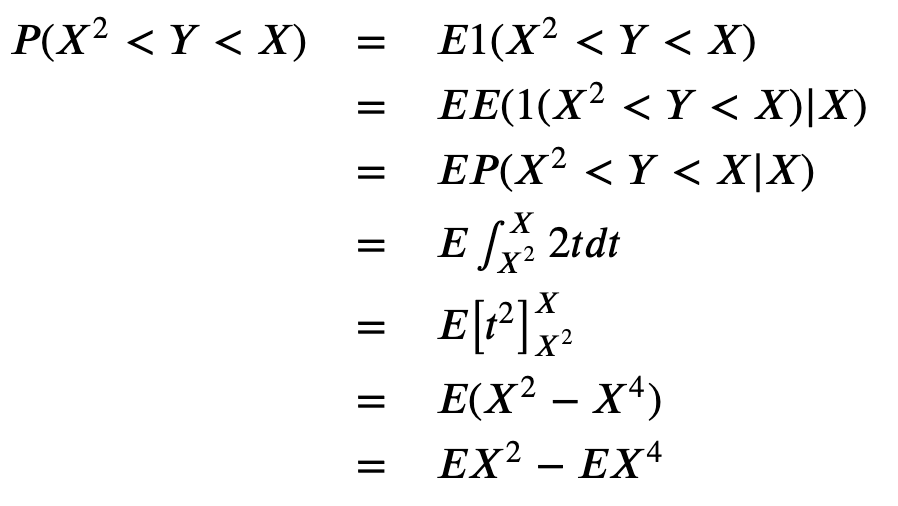 P(X² < Y < X) = E1(X² < Y < X)
= EE(1(X² < Y < X)|X)
= EP(X² < Y < X|X)
= E ∫_{X²}^{X} 2tdt
= E[t²]_{X²}^{X}
= E(X² − X⁴)
= EX² − EX⁴